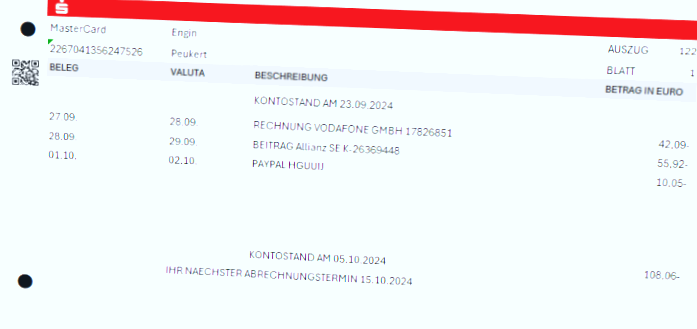 MasterCard Engin
2267041356247526 Peukert AUSZUG 122
BLATT 1
BELEG VALUTA BESCHREIBUNG BETRAG IN EURO
KONTOSTAND AM 23.09.2024
27.09. 28.09. RECHNUNG VODAFONE GMBH 17826851 42,09-
28.09. 29.09. BEITRAG Allianz SE K-26369448 55,92-
01.10. 02.10. PAYPAL HGUUIJ 10,05-
KONTOSTAND AM 05.10.2024 108,06-
IHR NAECHSTER ABRECHNUNGSTERMIN 15.10.2024